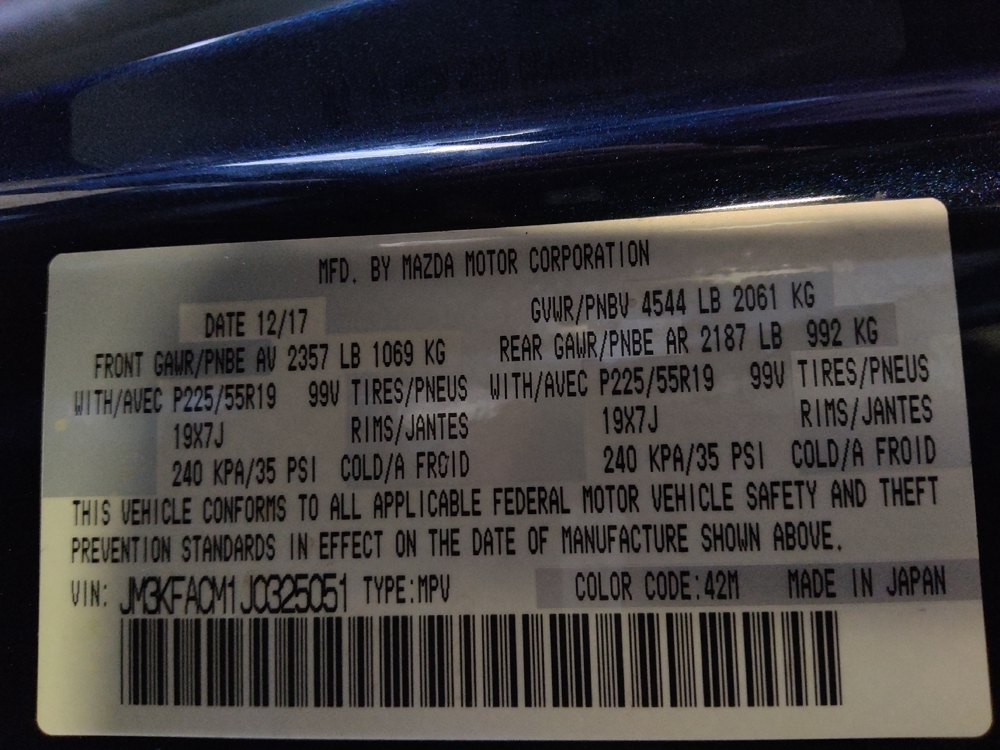 MFD. BY MAZDA MOTOR CORPORATION
DATE 12/17 GVWR/PNBV 4544 LB 2061 KG
FRONT GAWR/PNBE AV 2357 LB 1069 KG REAR GAWR/PNBE AR 2187 LB 992 KG
WITH/AVEC P225/55R19 99V TIRES/PNEUS WITH/AVEC P225/55R19 99V TIRES/PNEUS
19X7J RIMS/JANTES 19X7J RIMS/JANTES
240 KPA/35 PSI COLD/A FROID 240 KPA/35 PSI COLD/A FROID
THIS VEHICLE CONFORMS TO ALL APPLICABLE FEDERAL MOTOR VEHICLE SAFETY AND THEFT
PREVENTION STANDARDS IN EFFECT ON THE DATE OF MANUFACTURE SHOWN ABOVE.
VIN: JM3KFACM1J0325051 TYPE:MPV COLOR CODE:42M MADE IN JAPAN